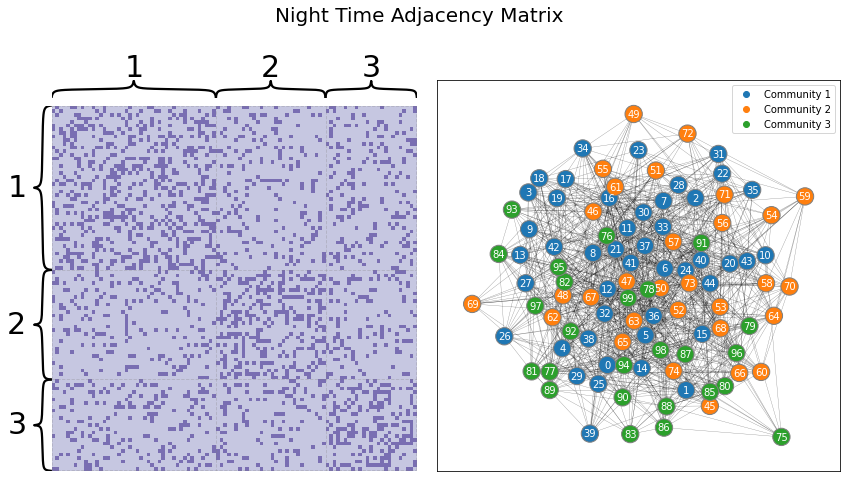 Night Time Adjacency Matrix
1 2 3
1
2
3
Community 1
Community 2
Community 3
49
72
34 23 31
55 51 22
18 17 61 28
3 19 16 7 2 71 35 59
93 46 30 54
9 76 11 33 56
42 21 37 57 91
84 13 8 10
95 41 6 24 40 20 43
27 82 47 73 44 58 70
48 67 12 99 78 50
69 97 52 53
62 32 63 36 64
26 92 5 15 68 79
4 38 65 98 87 96
81 77 0 94 14 74 66 60
89 29 25 1 85 80
90 88 45
39 83 86 75